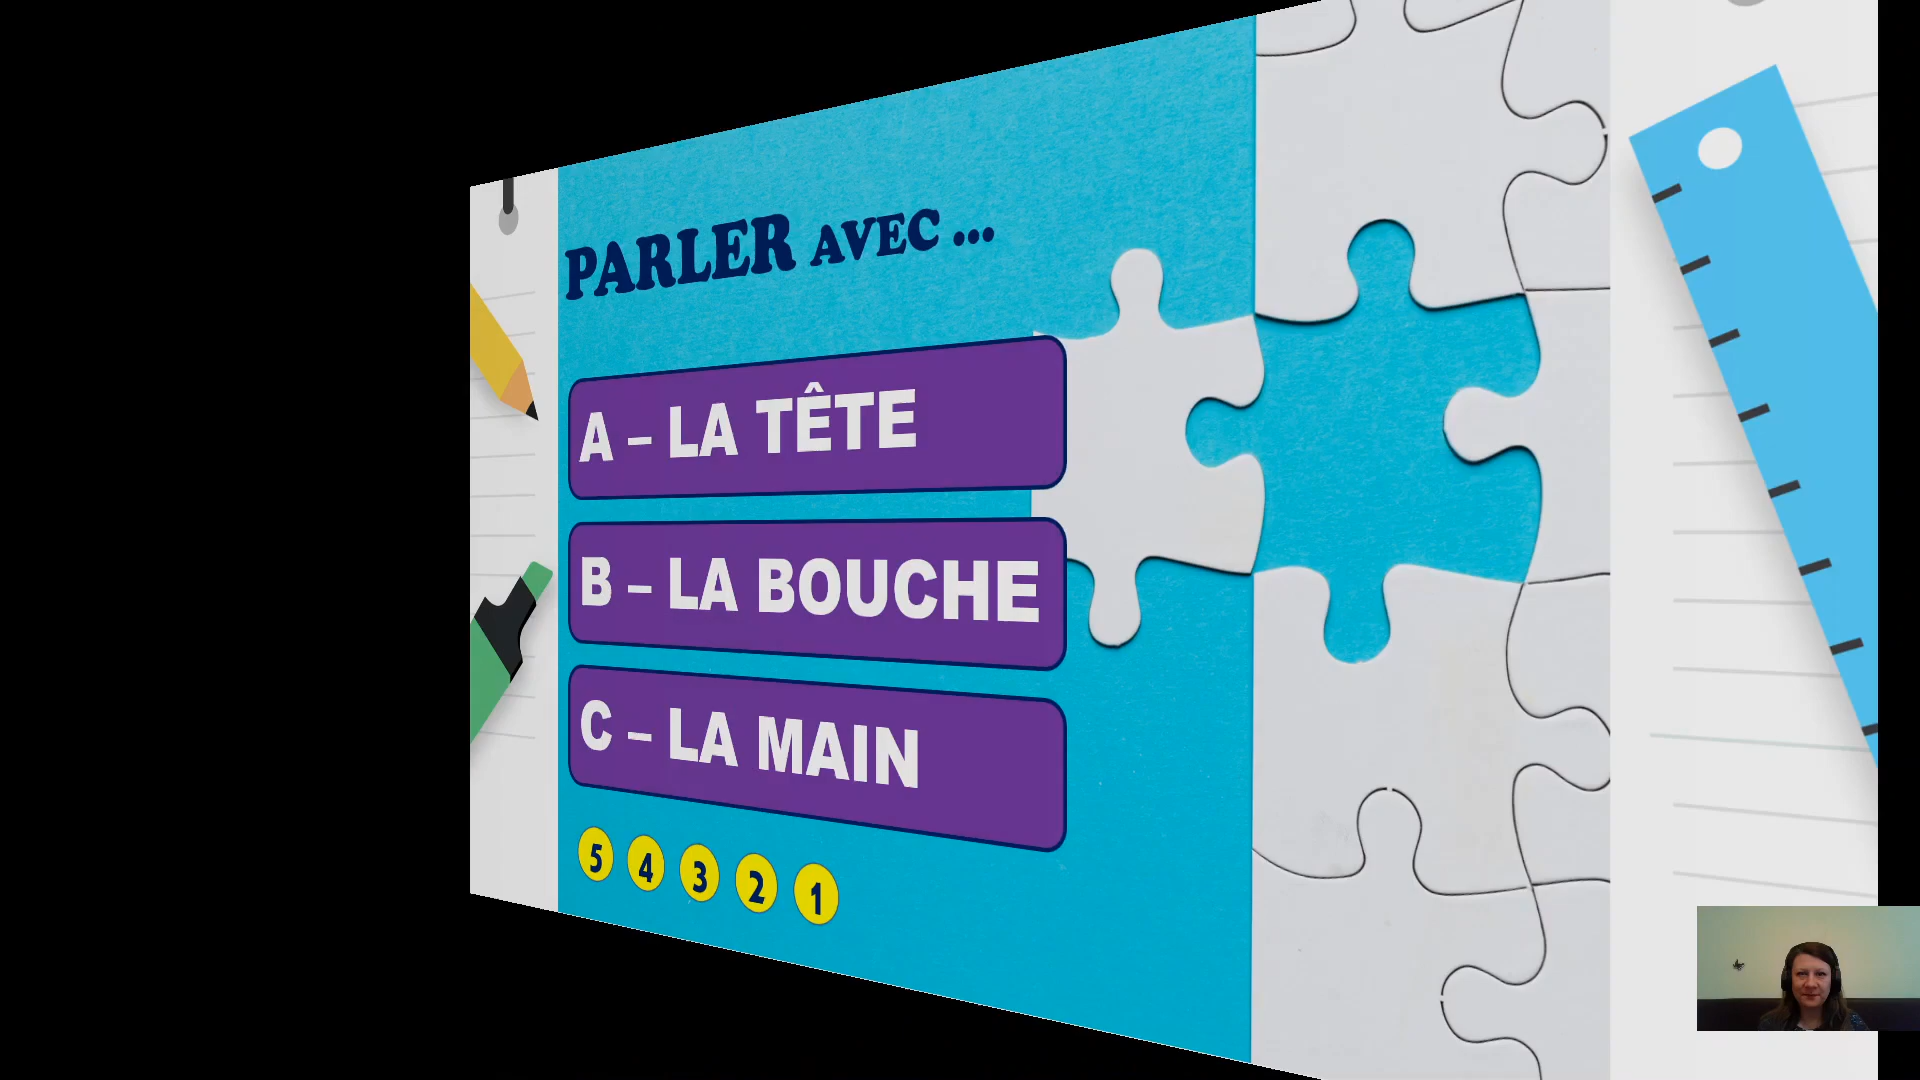 PARLER AVEC ...
A – LA TÊTE
B – LA BOUCHE
C – LA MAIN
5 4 3 2 1